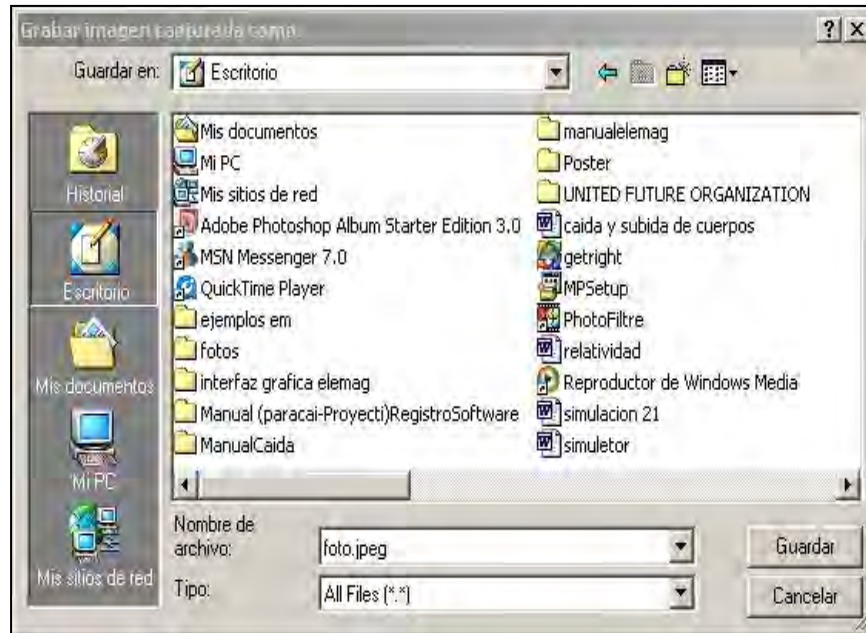 Grabar imagen capturada como
Guardar en: Escritorio
Historial
Escritorio
Mis documentos
Mi PC
Mis sitios de red
Mis documentos
Mi PC
Mis sitios de red
Adobe Photoshop Album Starter Edition 3.0
MSN Messenger 7.0
QuickTime Player
ejemplos em
fotos
interfaz grafica elemag
Manual (paracai-Proyecti)RegistroSoftware
ManualCaida
manualelemag
Poster
UNITED FUTURE ORGANIZATION
caida y subida de cuerpos
getright
MPSetup
PhotoFiltre
relatividad
Reproductor de Windows Media
simulacion 21
simuletor
Nombre de
archivo: foto.jpeg
Guardar
Tipo: All Files (*.*)
Cancelar